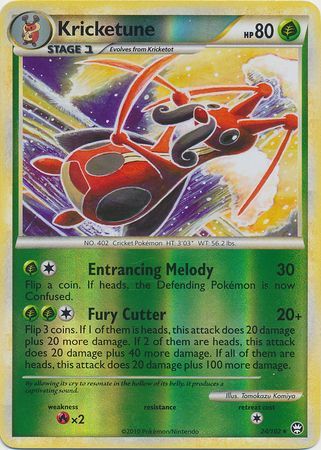 Kricketune HP 80
STAGE 1 Evolves from Kricketot
NO. 402 Cricket Pokémon HT: 3'03" WT: 56.2 lbs.
Entrancing Melody 30
Flip a coin. If heads, the Defending Pokémon is now
Confused.
Fury Cutter 20+
Flip 3 coins. If 1 of them is heads, this attack does 20 damage
plus 20 more damage. If 2 of them are heads, this attack
does 20 damage plus 40 more damage. If all of them
are heads, this attack does 20 damage plus 100 more damage.
By allowing its cry to resonate in the hollow of its belly, it produces a
captivating sound.
Illus. Tomokazu Komiya
weakness resistance retreat cost
×2
©2010 Pokémon/Nintendo 24/102